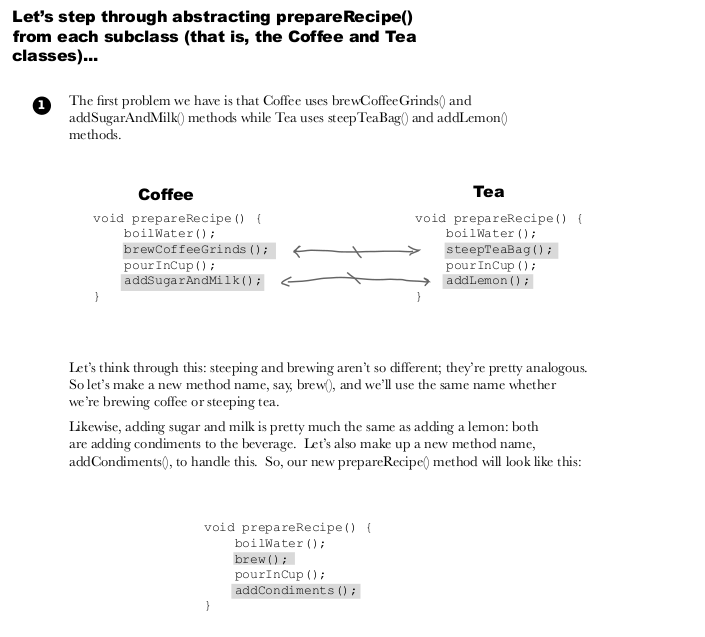 Let's step through abstracting prepareRecipe()
from each subclass (that is, the Coffee and Tea
classes)...
1
The first problem we have is that Coffee uses brewCoffeeGrinds() and
addSugarAndMilk() methods while Tea uses steepTeaBag() and addLemon()
methods.
Coffee
void prepareRecipe() {
boilWater();
brewCoffeeGrinds();
pourInCup();
addSugarAndMilk();
}
Tea
void prepareRecipe() {
boilWater();
steepTeaBag();
pourInCup();
addLemon();
}
Let's think through this: steeping and brewing aren't so different; they're pretty analogous.
So let's make a new method name, say, brew(), and we'll use the same name whether
we're brewing coffee or steeping tea.
Likewise, adding sugar and milk is pretty much the same as adding a lemon: both
are adding condiments to the beverage.  Let's also make up a new method name,
addCondiments(), to handle this.  So, our new prepareRecipe() method will look like this:
void prepareRecipe() {
boilWater();
brew();
pourInCup();
addCondiments();
}